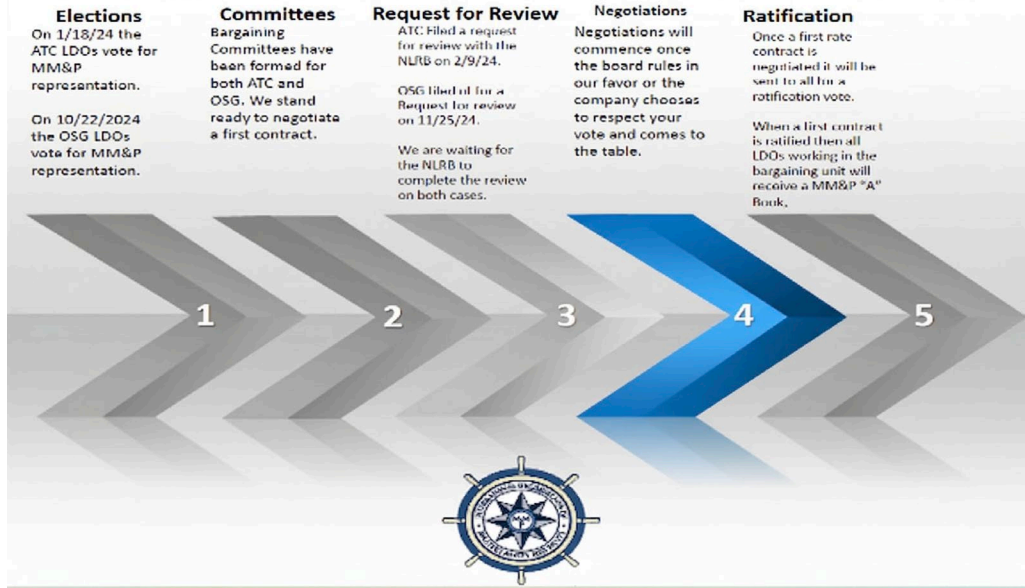 Elections
On 1/18/24 the
ATC LDOs vote for
MM&P
representation.
On 10/22/2024
the OSG LDOs
vote for MM&P
representation.
Committees
Bargaining
Committees have
been formed for
both ATC and
OSG. We stand
ready to negotiate
a first contract.
Request for Review
ATC Filed a request
for review with the
NLRB on 2/9/24.
OSG filed of for a
Request for review
on 11/25/24.
We are waiting for
the NLRB to
complete the review
on both cases.
Negotiations
Negotiations will
commence once
the board rules in
our favor or the
company chooses
to respect your
vote and comes to
the table.
Ratification
Once a first rate
contract is
negotiated it will be
sent to all for a
ratification vote.
When a first contract
is ratified then all
LDOs working in the
bargaining unit will
receive a MM&P "A"
Book.
1
2
3
4
5
INTERNATIONAL ORGANIZATION OF